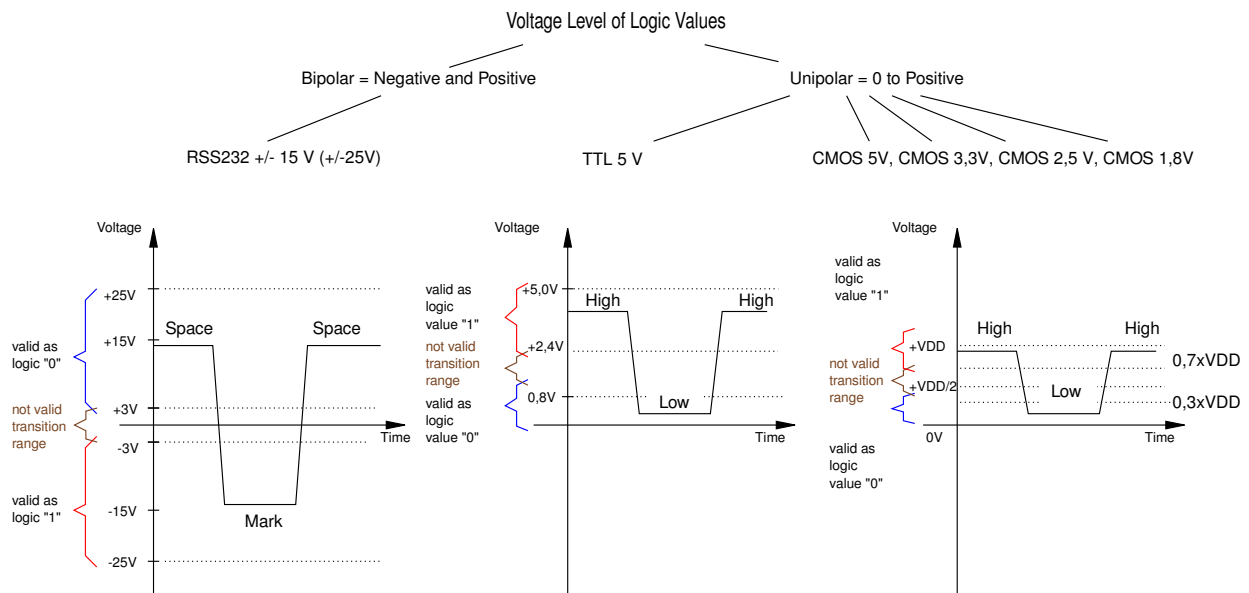 Voltage Level of Logic Values
Bipolar = Negative and Positive
Unipolar = 0 to Positive
RSS232 +/- 15 V (+/-25V)
TTL 5 V
CMOS 5V, CMOS 3,3V, CMOS 2,5 V, CMOS 1,8V
Voltage
+25V
+15V
+3V
-3V
-15V
-25V
Space
Space
Mark
Time
valid as
logic "0"
not valid
transition
range
valid as
logic "1"
Voltage
+5,0V
+2,4V
0,8V
High
High
Low
Time
valid as
logic
value "1"
not valid
transition
range
valid as
logic
value "0"
Voltage
valid as
logic
value "1"
High
High
Low
+VDD
+VDD/2
0,7xVDD
0,3xVDD
0V
Time
not valid
transition
range
valid as
logic
value "0"